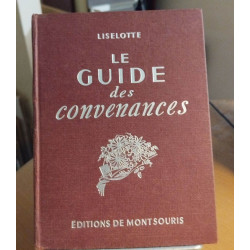 LISELOTTE
LE
GUIDE
des
convenances
EDITIONS DE MONTSOURIS